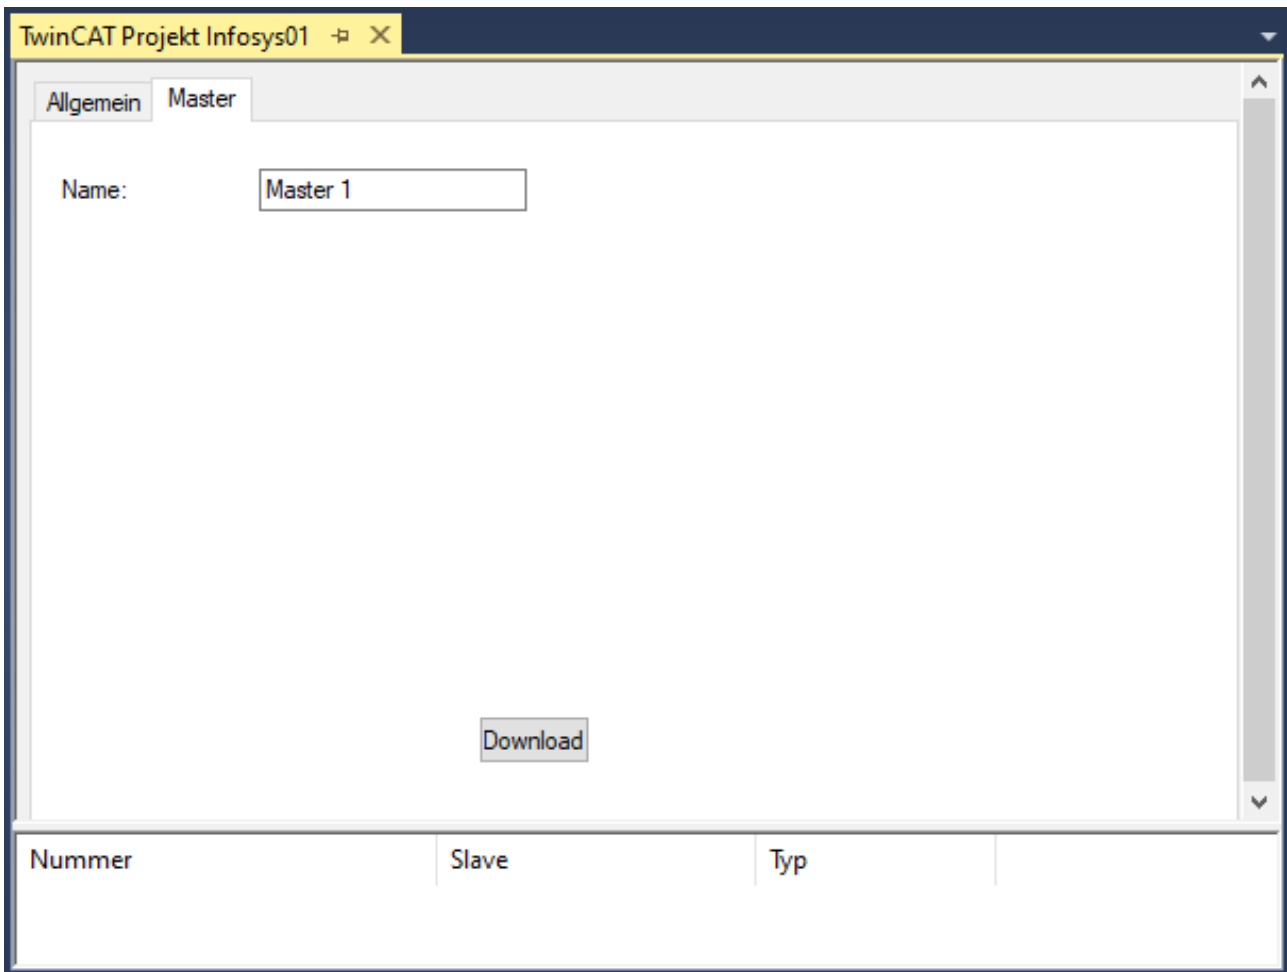 TwinCAT Projekt Infosys01
Allgemein Master
Name: Master 1
Download
Nummer Slave Typ